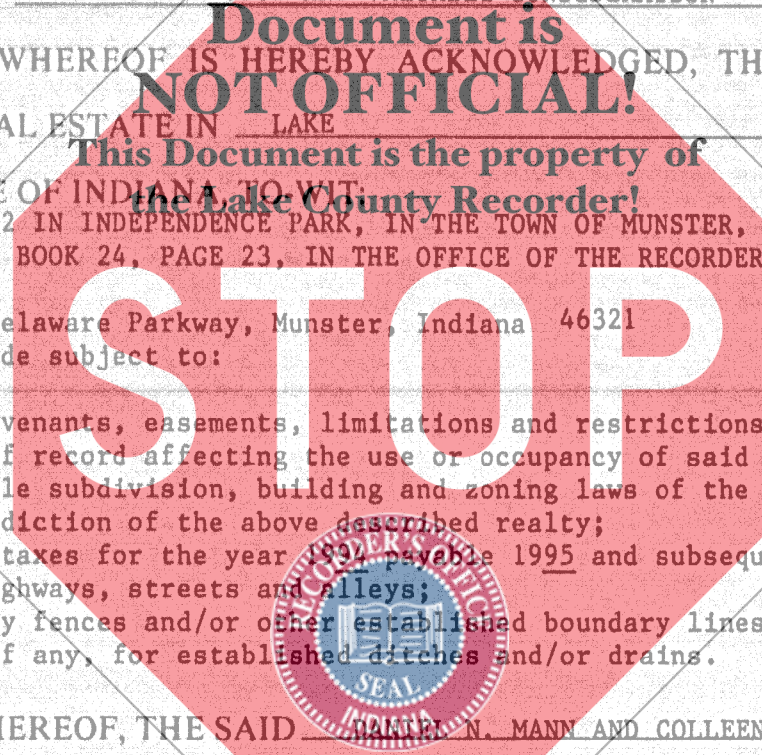 Document is
WHEREOF IS HEREBY ACKNOWLEDGED, TH
NOT OFFICIAL!
AL ESTATE IN LAKE
This Document is the property of
E OF INDIANA, TO-WIT:
the Lake County Recorder!
2 IN INDEPENDENCE PARK, IN THE TOWN OF MUNSTER,
BOOK 24, PAGE 23, IN THE OFFICE OF THE RECORDER
STOP
elaware Parkway, Munster, Indiana 46321
de subject to:
venants, easements, limitations and restrictions
f record affecting the use or occupancy of said
le subdivision, building and zoning laws of the
diction of the above described realty;
taxes for the year 1994 payable 1995 and subsequ
ghways, streets and alleys;
y fences and/or other established boundary lines
f any, for established ditches and/or drains.
RECORDER'S OFFICE
SEAL
INDIANA
HEREOF, THE SAID DANIEL N. MANN AND COLLEEN